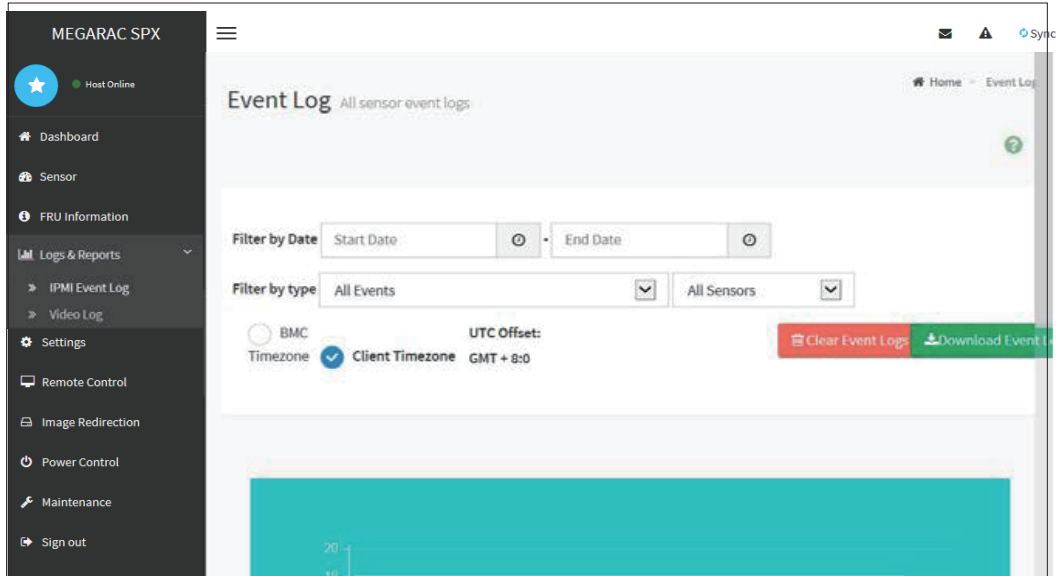 MEGARAC SPX
Sync
Host Online
Home - Event Log
Event Log All sensor event logs
Dashboard
Sensor
FRU Information
Logs & Reports
IPMI Event Log
Video Log
Settings
Remote Control
Image Redirection
Power Control
Maintenance
Sign out
Filter by Date Start Date - End Date
Filter by type All Events All Sensors
BMC Timezone Client Timezone
UTC Offset:
GMT + 8:0
Clear Event Logs Download Event
20